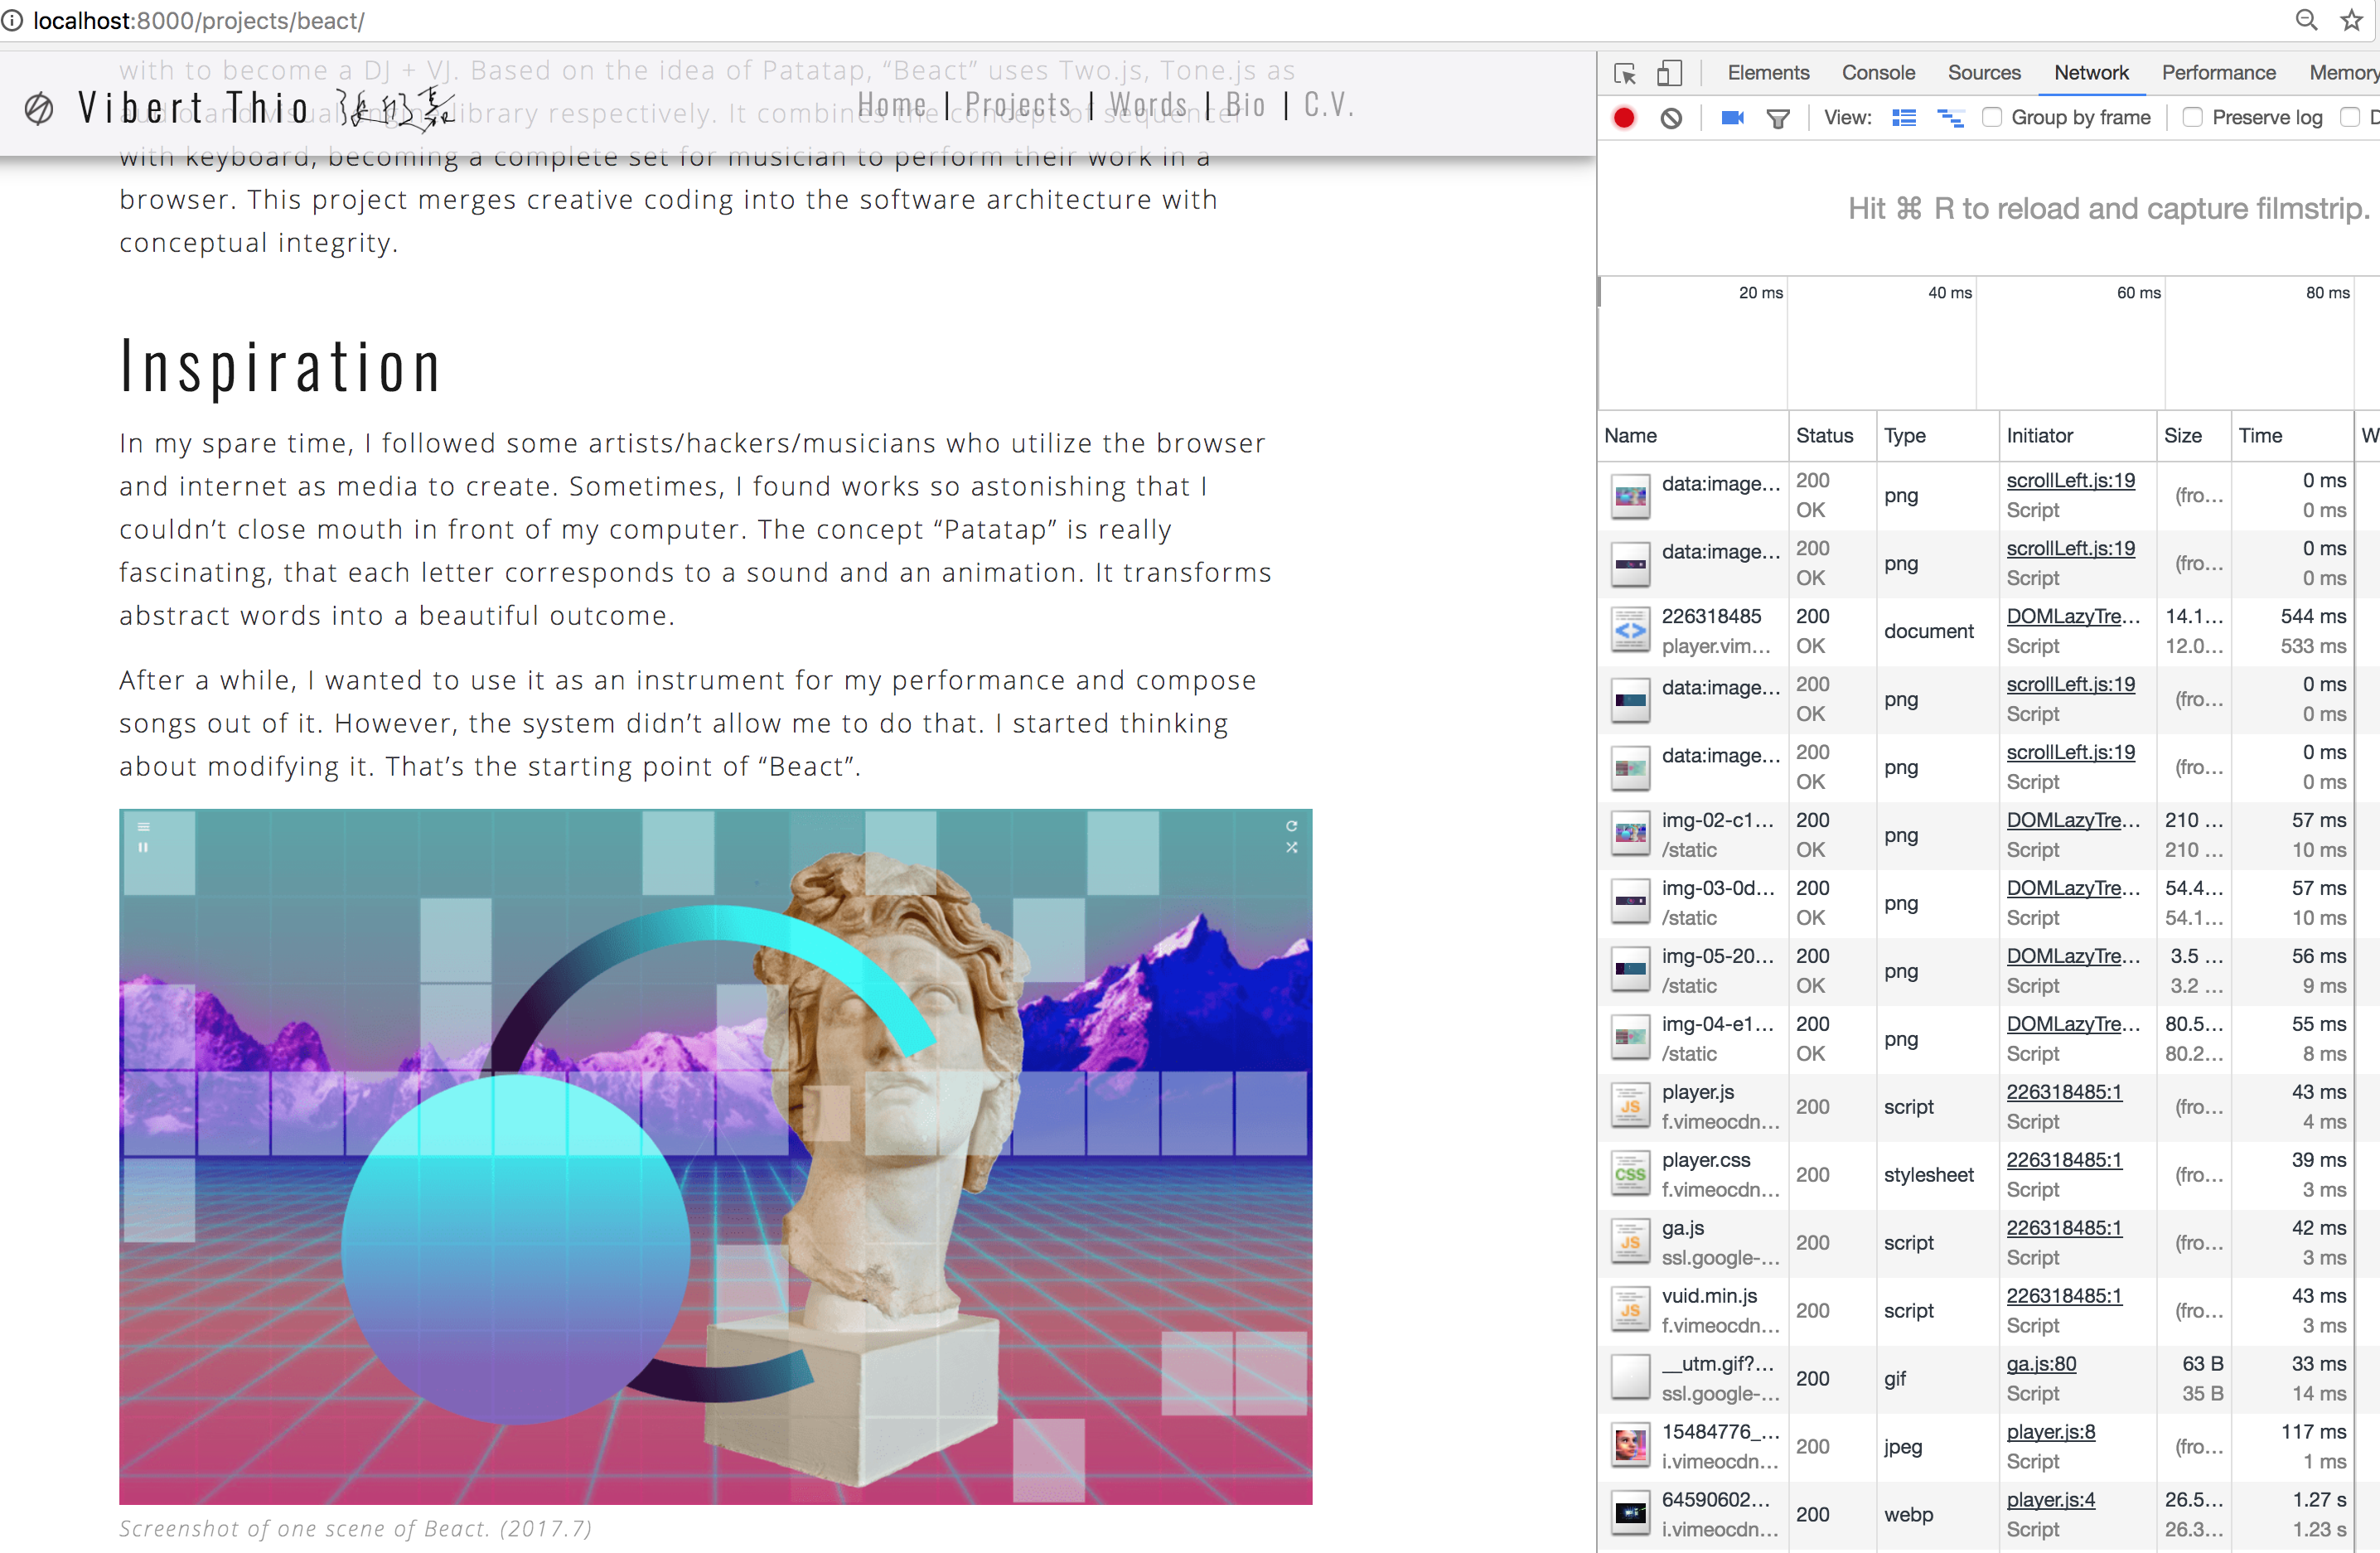 localhost:8000/projects/beact/
with to become a DJ + VJ. Based on the idea of Patatap, “Beact” uses Two.js, Tone.js as
Vibert Thio
Home | Projects | Words | Bio | C.V.
library respectively. It combines the concept of sequencer
with keyboard, becoming a complete set for musician to perform their work in a
browser. This project merges creative coding into the software architecture with
conceptual integrity.
Inspiration
In my spare time, I followed some artists/hackers/musicians who utilize the browser
and internet as media to create. Sometimes, I found works so astonishing that I
couldn’t close mouth in front of my computer. The concept “Patatap” is really
fascinating, that each letter corresponds to a sound and an animation. It transforms
abstract words into a beautiful outcome.
After a while, I wanted to use it as an instrument for my performance and compose
songs out of it. However, the system didn’t allow me to do that. I started thinking
about modifying it. That’s the starting point of “Beact”.
Screenshot of one scene of Beact. (2017.7)
Elements Console Sources Network Performance Memory
View: Group by frame Preserve log D
Hit ⌘ R to reload and capture filmstrip.
20 ms 40 ms 60 ms 80 ms
Name Status Type Initiator Size Time W
data:image... 200 OK png scrollLeft.js:19 Script (fro... 0 ms 0 ms
data:image... 200 OK png scrollLeft.js:19 Script (fro... 0 ms 0 ms
226318485 player.vim... 200 OK document DOMLazyTre... Script 14.1... 12.0... 544 ms 533 ms
data:image... 200 OK png scrollLeft.js:19 Script (fro... 0 ms 0 ms
data:image... 200 OK png scrollLeft.js:19 Script (fro... 0 ms 0 ms
img-02-c1... /static 200 OK png DOMLazyTre... Script 210 ... 210 ... 57 ms 10 ms
img-03-0d... /static 200 OK png DOMLazyTre... Script 54.4... 54.1... 57 ms 10 ms
img-05-20... /static 200 OK png DOMLazyTre... Script 3.5 ... 3.2 ... 56 ms 9 ms
img-04-e1... /static 200 OK png DOMLazyTre... Script 80.5... 80.2... 55 ms 8 ms
player.js f.vimeocdn... 200 script 226318485:1 Script (fro... 43 ms 4 ms
player.css f.vimeocdn... 200 stylesheet 226318485:1 Script (fro... 39 ms 3 ms
ga.js ssl.google-... 200 script 226318485:1 Script (fro... 42 ms 3 ms
vuid.min.js f.vimeocdn... 200 script 226318485:1 Script (fro... 43 ms 3 ms
__utm.gif?... ssl.google-... 200 gif ga.js:80 Script 63 B 35 B 33 ms 14 ms
15484776_... i.vimeocdn... 200 jpeg player.js:8 Script (fro... 117 ms 1 ms
64590602... i.vimeocdn... 200 webp player.js:4 Script 26.5... 26.3... 1.27 s 1.23 s